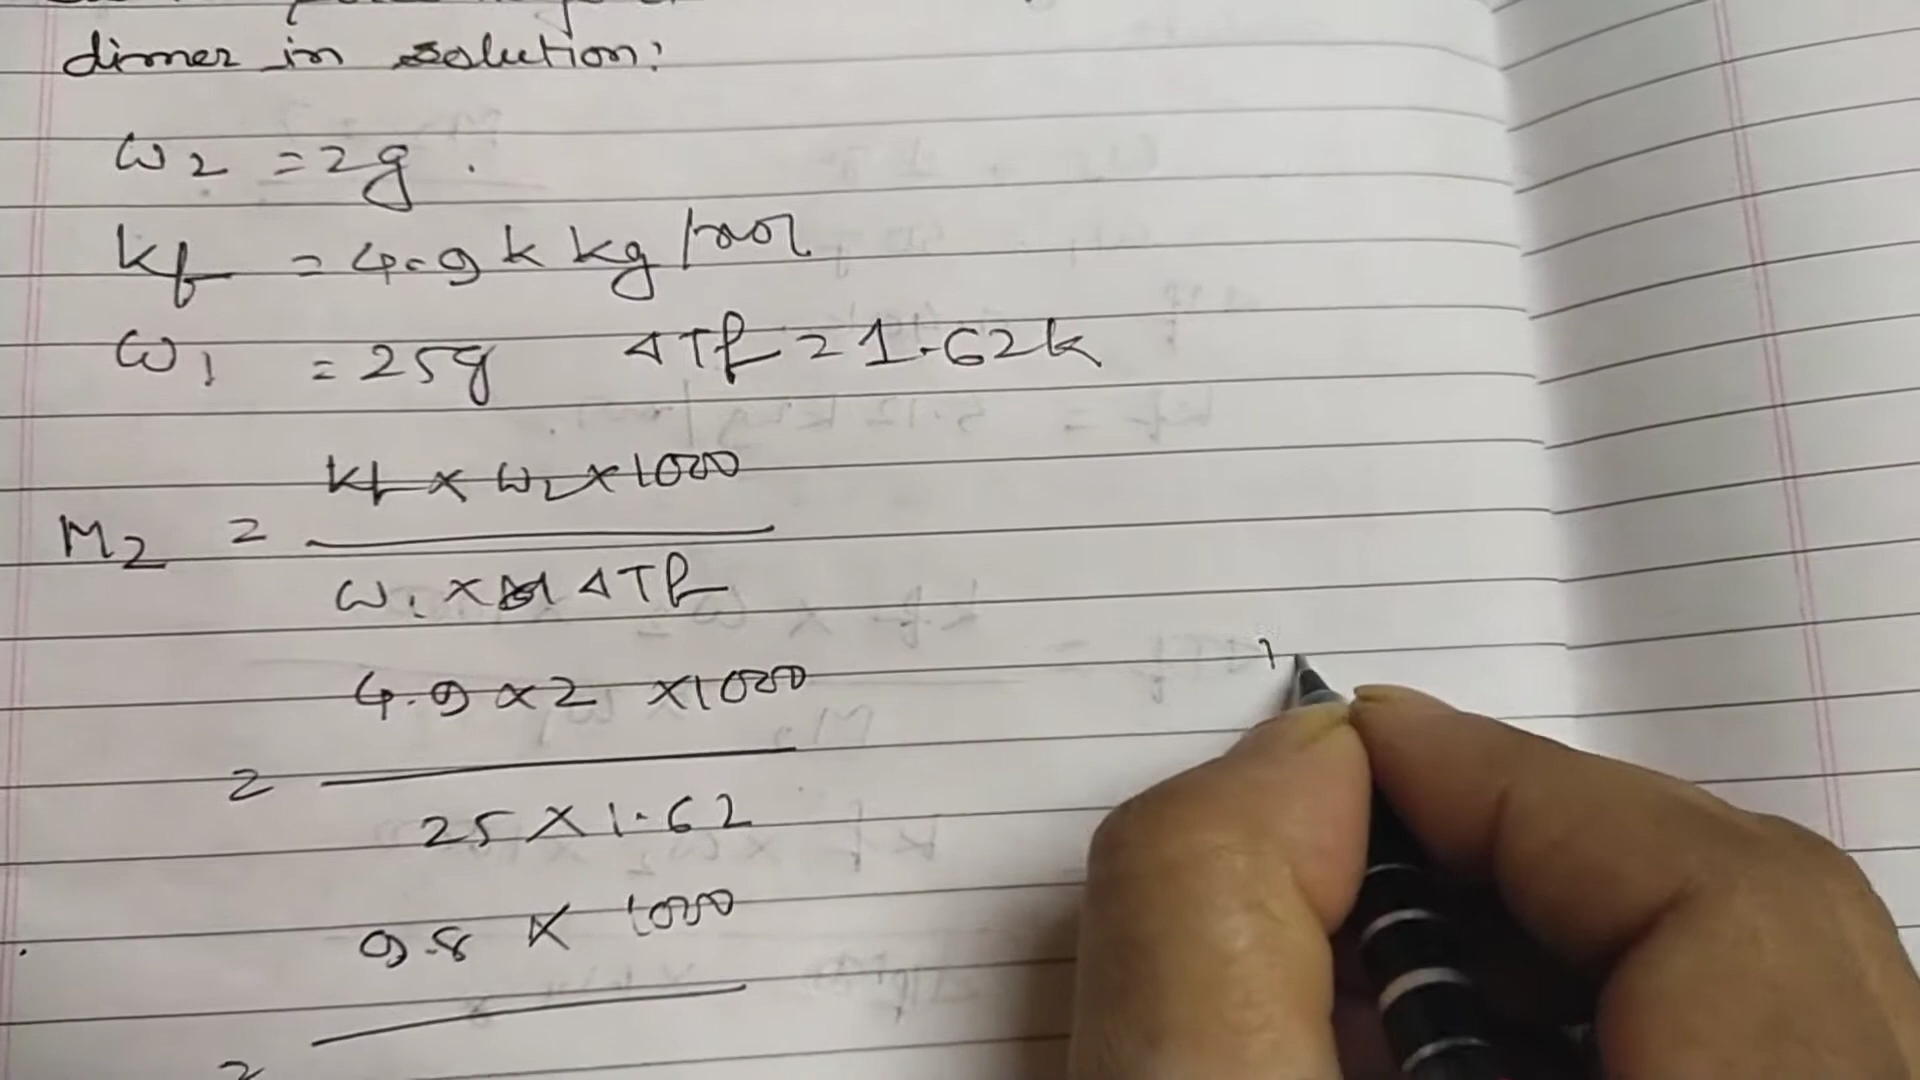 dimer in solution:
w2 = 2g.
kf = 4.9 k kg/mol
w1 = 25g ΔTf = 1.62k
kf × w2 × 1000
M2 =
w1 × ΔTf
4.9 × 2 × 1000
=
25 × 1.62
9.8 × 1000
=
1